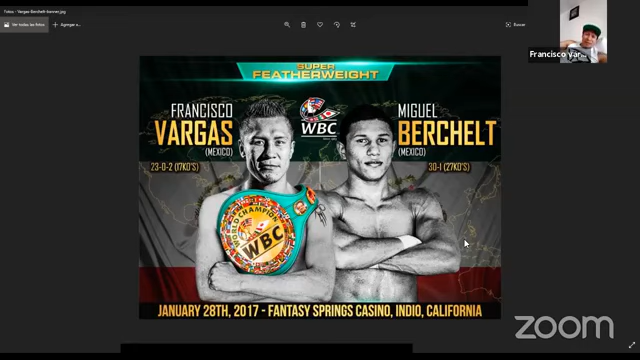 Fotos - Vargas-Berchelt-banner.jpg
Ver todas las fotos
Agregar a...
Buscar
Francisco Var...
SUPER
FEATHERWEIGHT
FRANCISCO
VARGAS
(MEXICO)
23-0-2 (17KO'S)
WBC
MIGUEL
BERCHELT
(MEXICO)
30-1 (27KO'S)
WORLD CHAMPION
WBC
JANUARY 28TH, 2017 - FANTASY SPRINGS CASINO, INDIO, CALIFORNIA
zoom